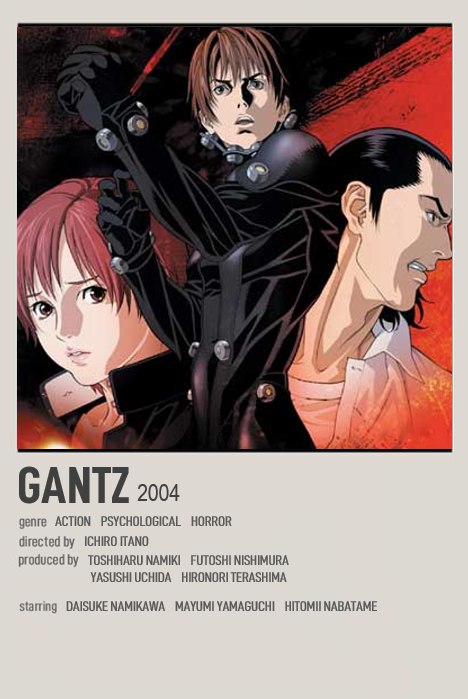 GANTZ 2004
genre ACTION PSYCHOLOGICAL HORROR
directed by ICHIRO ITANO
produced by TOSHIHARU NAMIKI FUTOSHI NISHIMURA
YASUSHI UCHIDA HIRONORI TERASHIMA
starring DAISUKE NAMIKAWA MAYUMI YAMAGUCHI HITOMII NABATAME